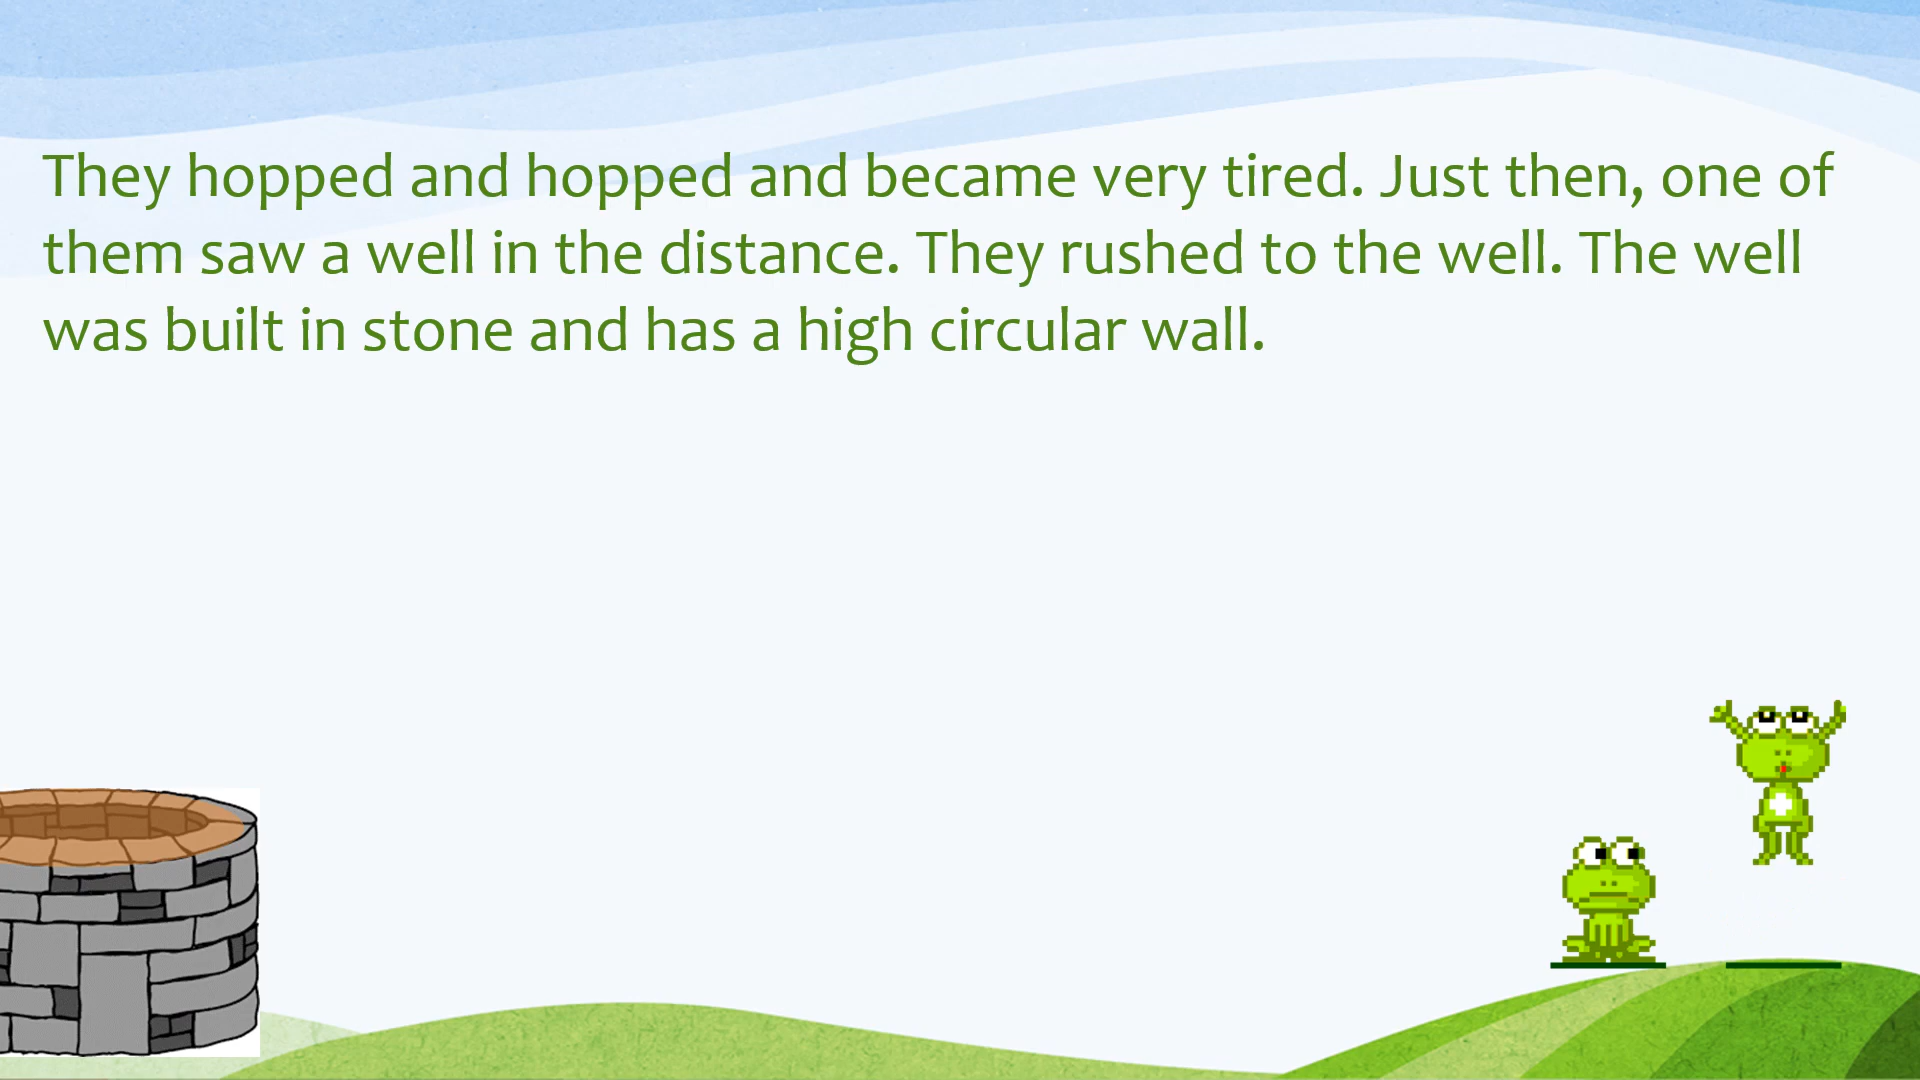 They hopped and hopped and became very tired. Just then, one of
them saw a well in the distance. They rushed to the well. The well
was built in stone and has a high circular wall.